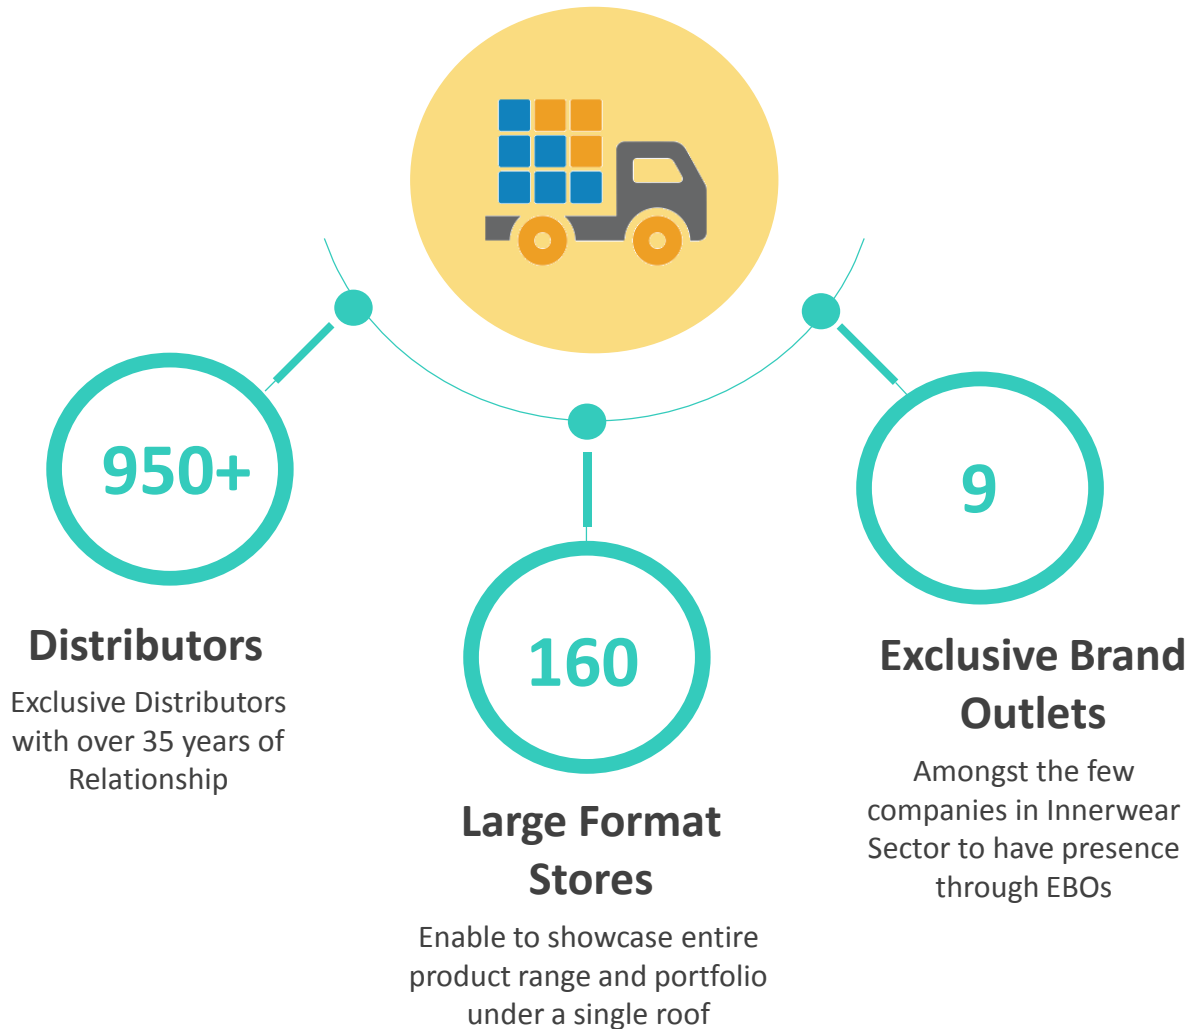 950+
Distributors
Exclusive Distributors
with over 35 years of
Relationship
160
Large Format
Stores
Enable to showcase entire
product range and portfolio
under a single roof
9
Exclusive Brand
Outlets
Amongst the few
companies in Innerwear
Sector to have presence
through EBOs